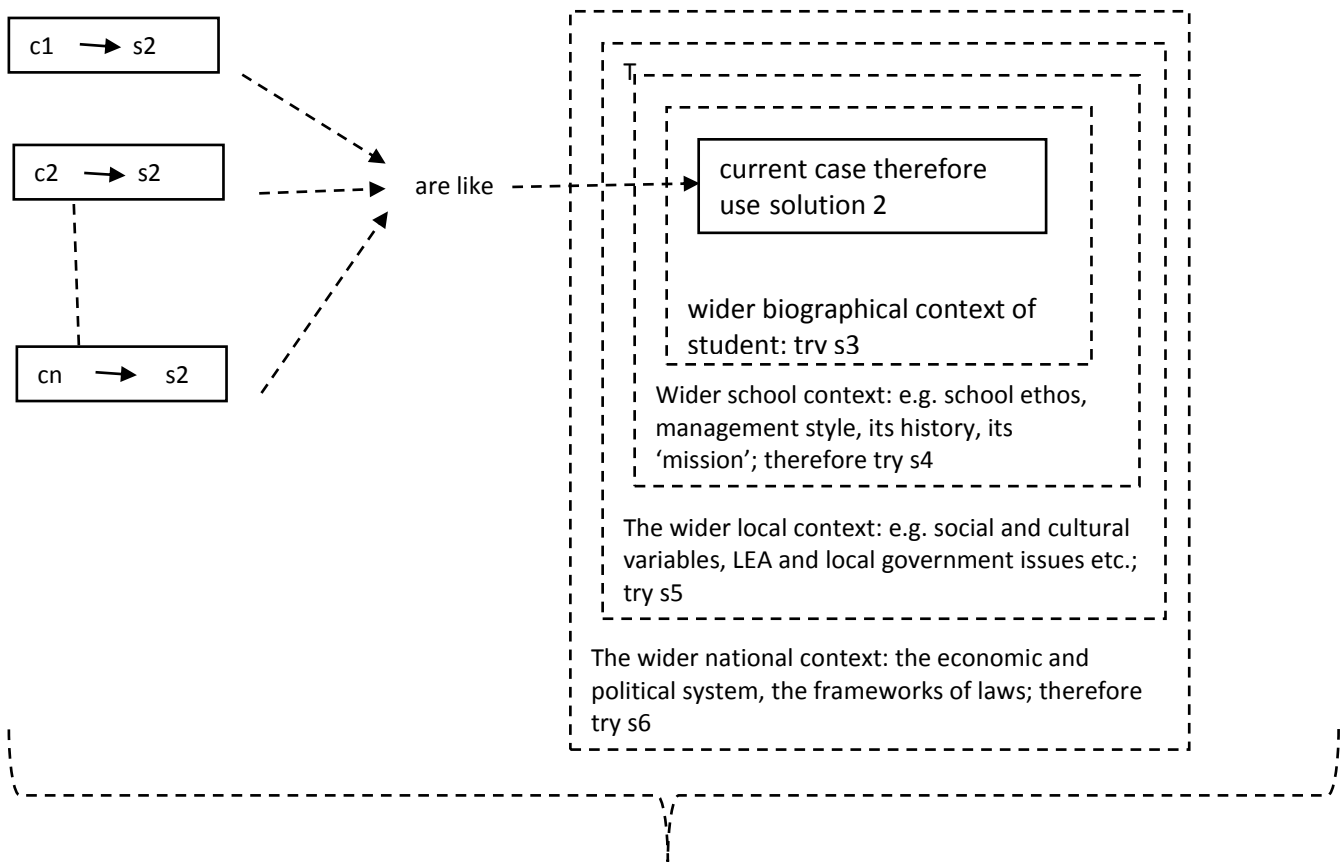 c1 s2
c2 s2
cn s2
are like
T
current case therefore
use solution 2
wider biographical context of
student: try s3
Wider school context: e.g. school ethos,
management style, its history, its
‘mission’; therefore try s4
The wider local context: e.g. social and cultural
variables, LEA and local government issues etc.;
try s5
The wider national context: the economic and
political system, the frameworks of laws; therefore
try s6